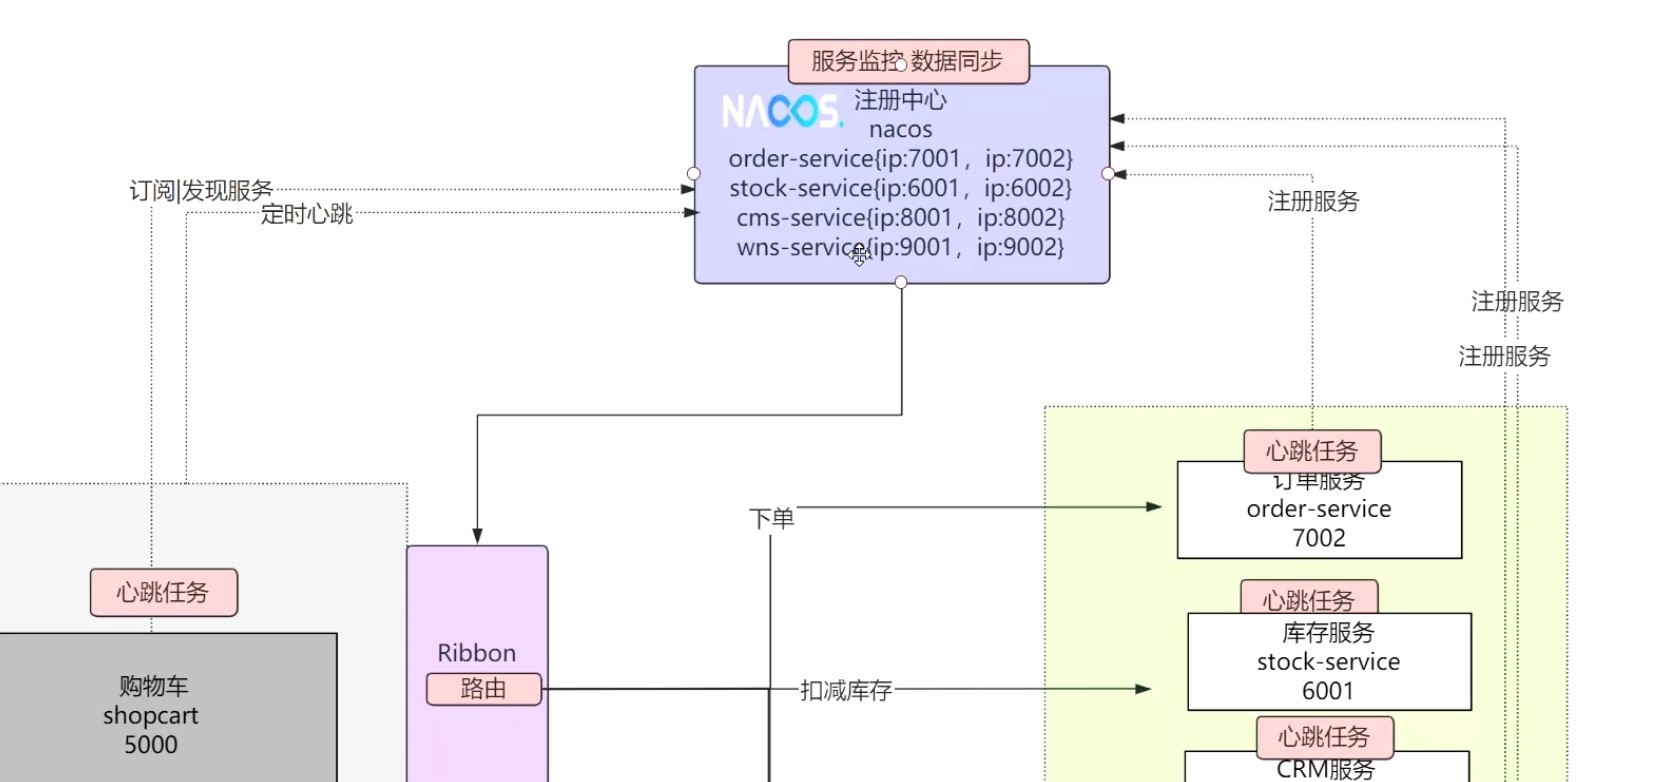 服务监控 数据同步
NACOS.
注册中心
nacos
order-service{ip:7001，ip:7002}
stock-service{ip:6001，ip:6002}
cms-service{ip:8001，ip:8002}
wns-service{ip:9001，ip:9002}
订阅|发现服务
定时心跳
注册服务
注册服务
注册服务
心跳任务
订单服务
order-service
7002
下单
心跳任务
购物车
shopcart
5000
Ribbon
路由
扣减库存
心跳任务
库存服务
stock-service
6001
心跳任务
CRM服务